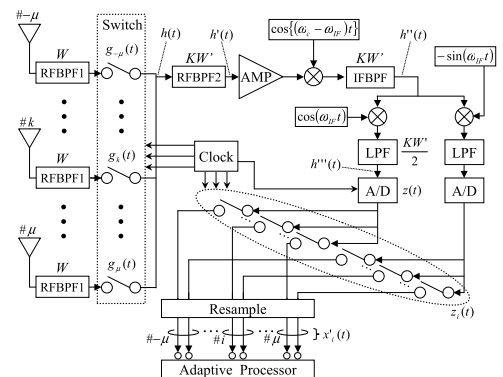 #-μ
Switch
cos{(ω_c − ω_IF)t}
W
g_-μ(t)
h(t)
KW'
h'(t)
KW'
h''(t)
RFBPF1
RFBPF2
AMP
IFBPF
− sin(ω_IF t)
cos(ω_IF t)
#k
W
g_k(t)
Clock
LPF
KW'/2
LPF
RFBPF1
h'''(t)
A/D
z(t)
A/D
#μ
W
g_μ(t)
RFBPF1
z_i(t)
Resample
#-μ
#i
#μ
x'_i(t)
Adaptive Processor